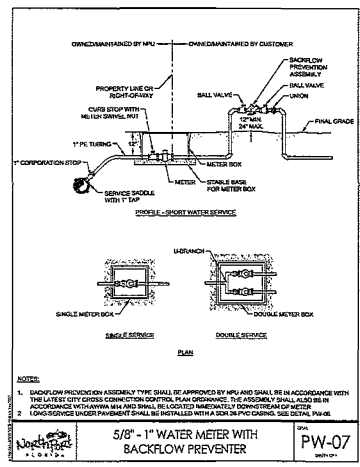 OWNED/MAINTAINED BY NPU
OWNED/MAINTAINED BY CUSTOMER
BACKFLOW
PREVENTION
ASSEMBLY
PROPERTY LINE OR
RIGHT-OF-WAY
BALL VALVE
BALL VALVE
UNION
CURB STOP WITH
METER SWIVEL NUT
12" MIN.
24" MAX.
FINAL GRADE
1" PE TUBING
12"
1" CORPORATION STOP
METER BOX
METER
STABLE BASE
FOR METER BOX
SERVICE SADDLE
WITH 1" TAP
PROFILE - SHORT WATER SERVICE
U-BRANCH
SINGLE METER BOX
DOUBLE METER BOX
SINGLE SERVICE
DOUBLE SERVICE
PLAN
NOTES:
1. BACKFLOW PREVENTION ASSEMBLY TYPE SHALL BE APPROVED BY NPU AND SHALL BE IN ACCORDANCE WITH
THE LATEST CITY CROSS CONNECTION CONTROL PLAN ORDINANCE. THE ASSEMBLY SHALL ALSO BE IN
ACCORDANCE WITH AWWA M14 AND SHALL BE LOCATED IMMEDIATELY DOWNSTREAM OF METER
2 LONG SERVICE UNDER PAVEMENT SHALL BE INSTALLED WITH A SDR 26 PVC CASING. SEE DETAIL PW-06
North Port
FLORIDA
5/8" - 1" WATER METER WITH
BACKFLOW PREVENTER
PW-07